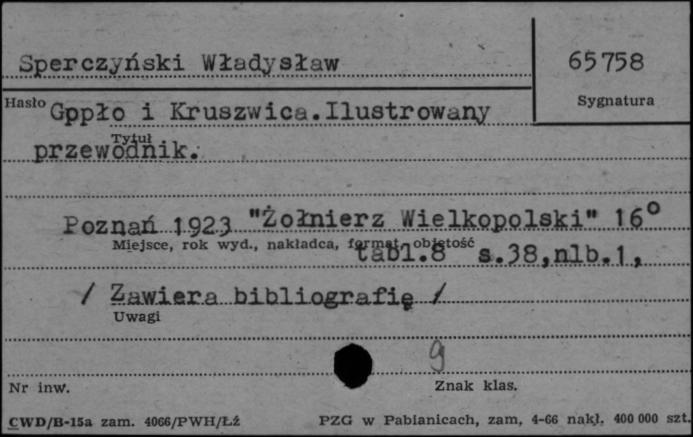 Sperczyński Władysław
65758
Hasło
Sygnatura
Gppło i Kruszwica.Ilustrowany
Tytuł
przewodnik.
Poznań 1923 "Żołnierz Wielkopolski" 16°
Miejsce, rok wyd., nakładca, format, objętość
tabl.8 s.38,nlb.1,
/ Zawiera bibliografię /
Uwagi
9
Nr inw.
Znak klas.
CWD/B-15a zam. 4066/PWH/Łź
PZG w Pabianicach, zam, 4-66 nakł. 400 000 szt.